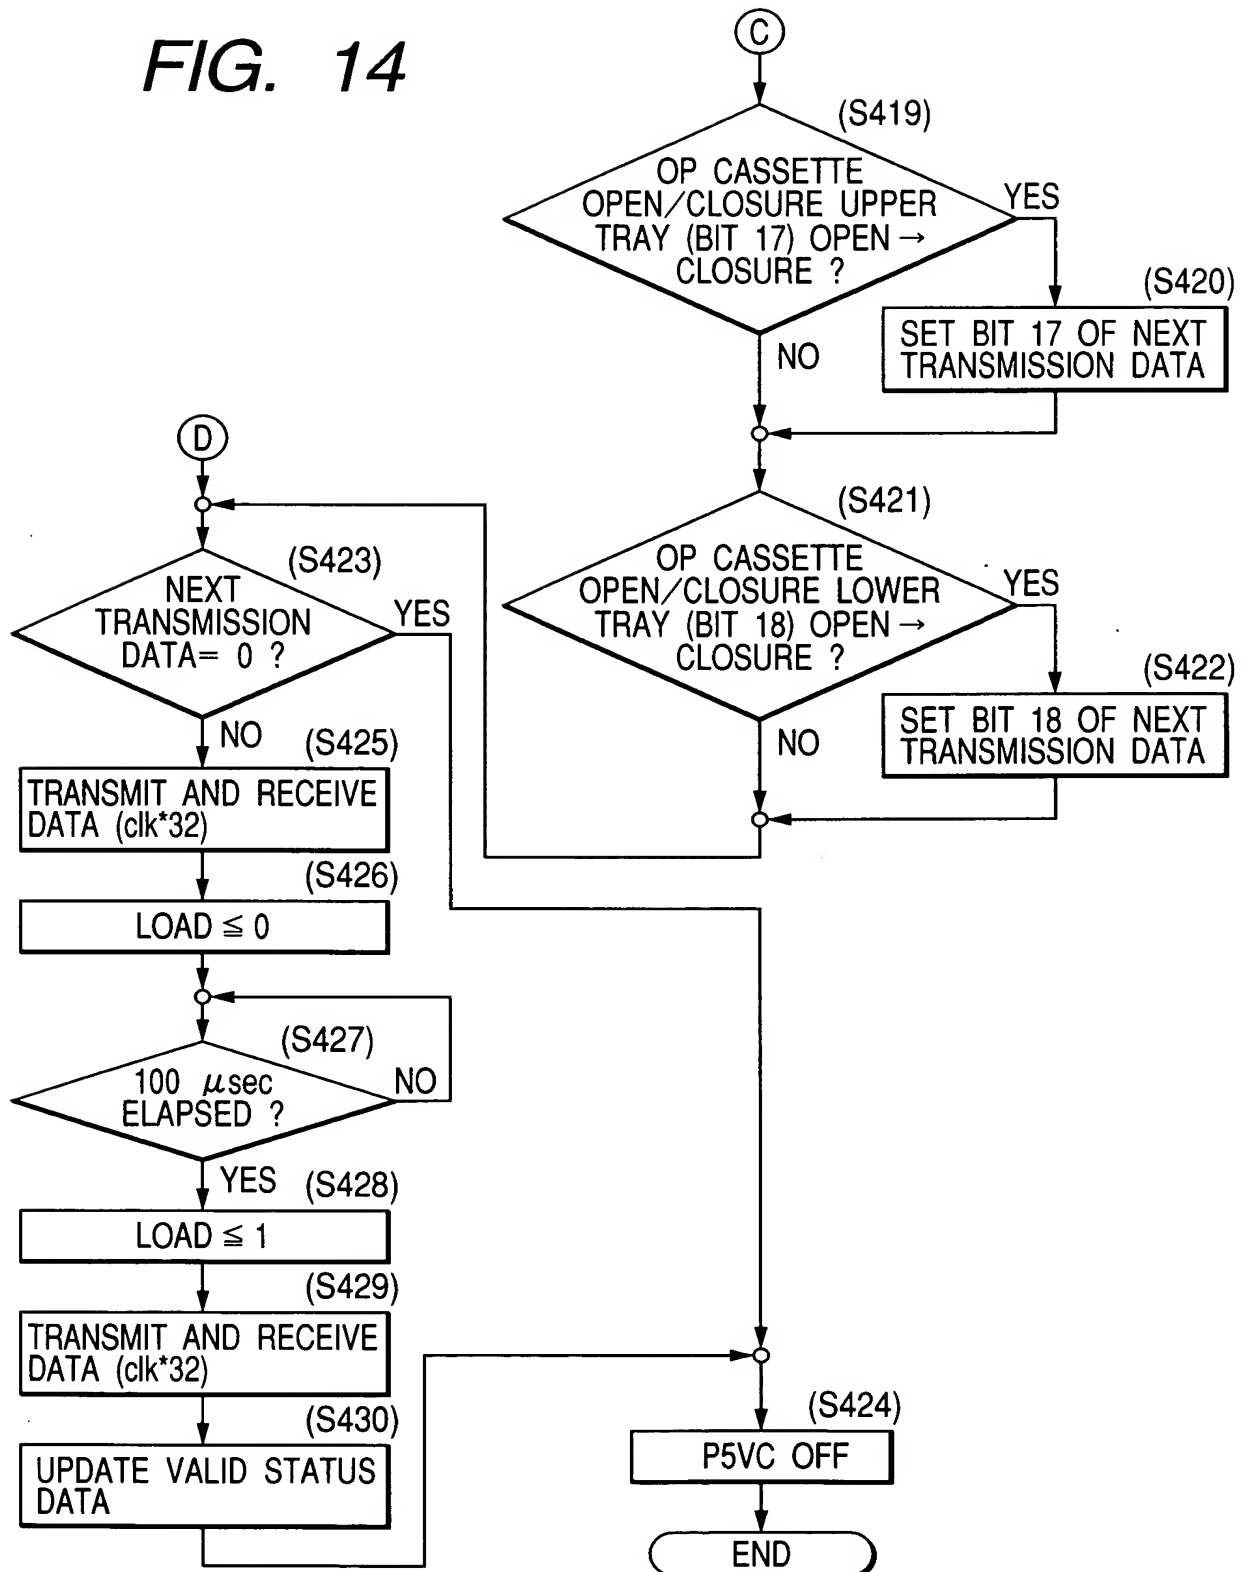 FIG. 14
C
(S419)
OP CASSETTE
OPEN/CLOSURE UPPER
TRAY (BIT 17) OPEN →
CLOSURE ?
YES
(S420)
SET BIT 17 OF NEXT
TRANSMISSION DATA
NO
(S421)
OP CASSETTE
OPEN/CLOSURE LOWER
TRAY (BIT 18) OPEN →
CLOSURE ?
YES
(S422)
SET BIT 18 OF NEXT
TRANSMISSION DATA
NO
D
(S423)
NEXT
TRANSMISSION
DATA= 0 ?
YES
NO
(S425)
TRANSMIT AND RECEIVE
DATA (clk*32)
(S426)
LOAD ≦ 0
(S427)
100 μsec
ELAPSED ?
NO
YES
(S428)
LOAD ≦ 1
(S429)
TRANSMIT AND RECEIVE
DATA (clk*32)
(S430)
UPDATE VALID STATUS
DATA
(S424)
P5VC OFF
END